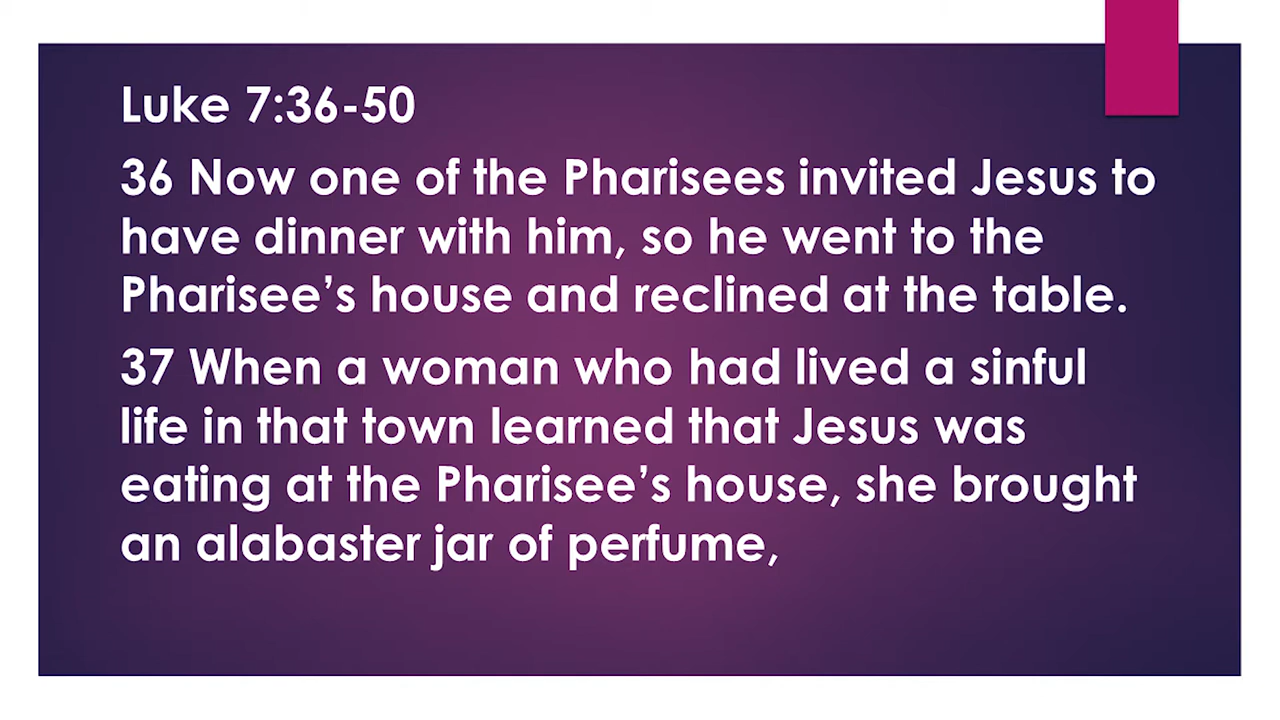 Luke 7:36-50
36 Now one of the Pharisees invited Jesus to
have dinner with him, so he went to the
Pharisee’s house and reclined at the table.
37 When a woman who had lived a sinful
life in that town learned that Jesus was
eating at the Pharisee’s house, she brought
an alabaster jar of perfume,